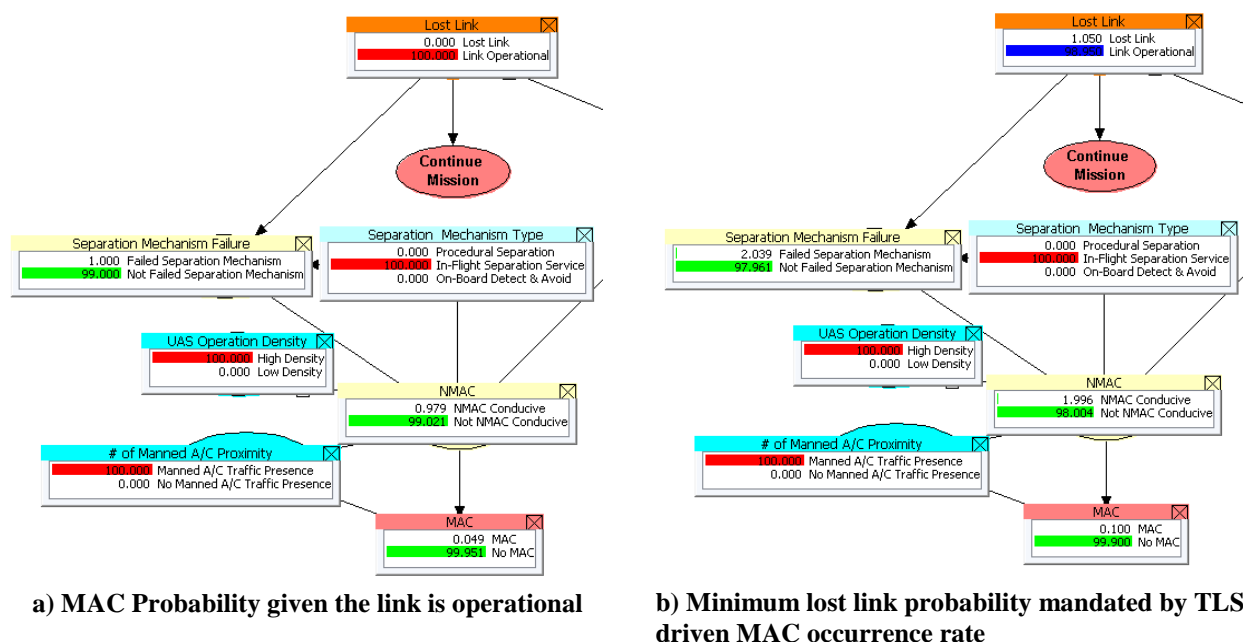 Lost Link
0.000 Lost Link
100.000 Link Operational
Continue
Mission
Separation Mechanism Failure
1.000 Failed Separation Mechanism
99.000 Not Failed Separation Mechanism
Separation Mechanism Type
0.000 Procedural Separation
100.000 In-Flight Separation Service
0.000 On-Board Detect & Avoid
UAS Operation Density
100.000 High Density
0.000 Low Density
NMAC
0.979 NMAC Conducive
99.021 Not NMAC Conducive
# of Manned A/C Proximity
100.000 Manned A/C Traffic Presence
0.000 No Manned A/C Traffic Presence
MAC
0.049 MAC
99.951 No MAC
a) MAC Probability given the link is operational
Lost Link
1.050 Lost Link
98.950 Link Operational
Continue
Mission
Separation Mechanism Failure
2.039 Failed Separation Mechanism
97.961 Not Failed Separation Mechanism
Separation Mechanism Type
0.000 Procedural Separation
100.000 In-Flight Separation Service
0.000 On-Board Detect & Avoid
UAS Operation Density
100.000 High Density
0.000 Low Density
NMAC
1.996 NMAC Conducive
98.004 Not NMAC Conducive
# of Manned A/C Proximity
100.000 Manned A/C Traffic Presence
0.000 No Manned A/C Traffic Presence
MAC
0.100 MAC
99.900 No MAC
b) Minimum lost link probability mandated by TLS
driven MAC occurrence rate